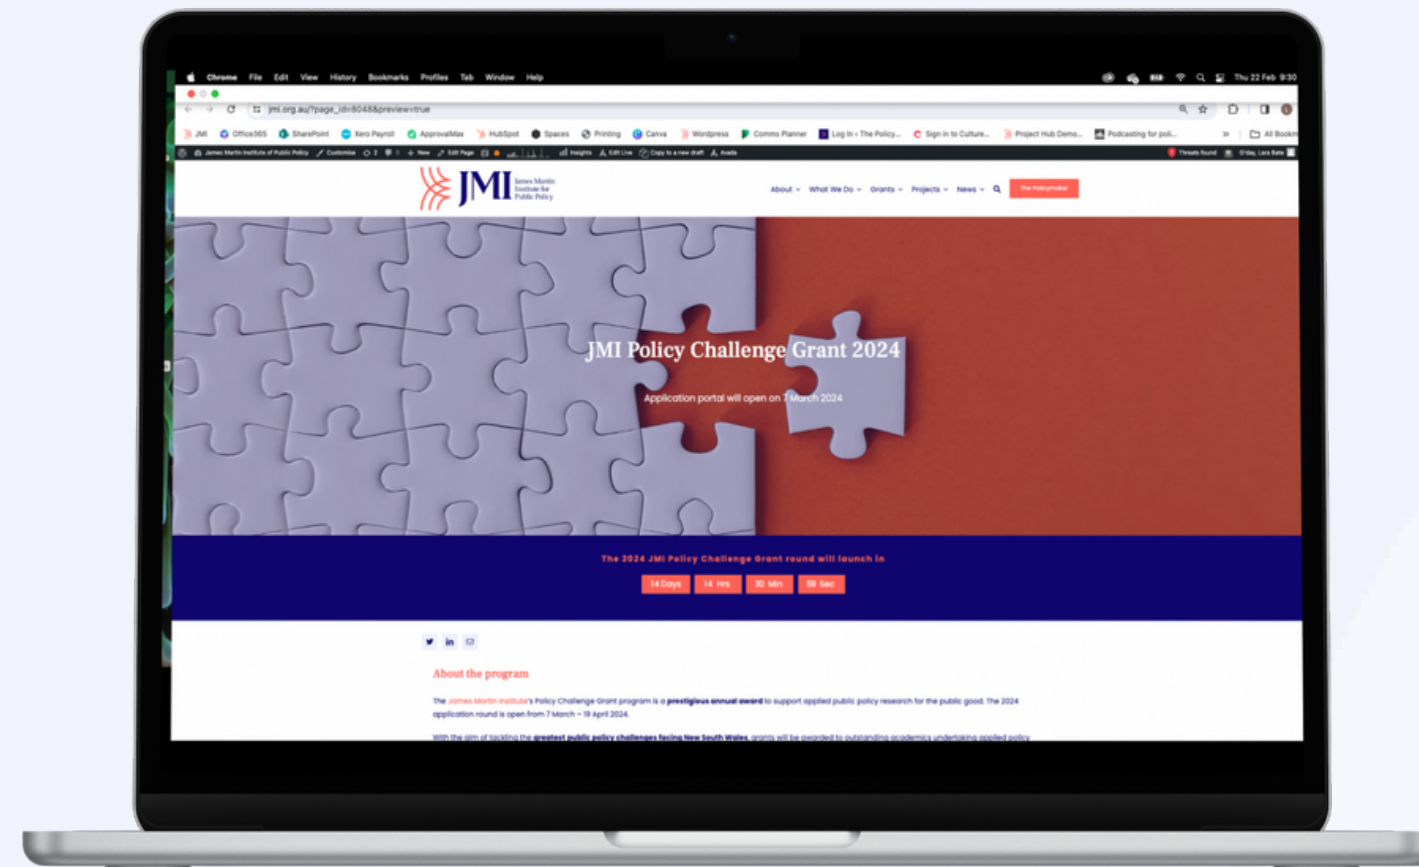 Chrome File Edit View History Bookmarks Profiles Tab Window Help Thu 22 Feb 9:30
jmi.org.au/?page_id=8048&preview=true
JMI Office365 SharePoint Xero Payroll ApprovalMax HubSpot Spaces Printing Canva Wordpress Comms Planner Log In ‹ The Policy... Sign in to Culture... Project Hub Demo... Podcasting for poli... » All Bookm
James Martin Institute of Public Policy Customise 2 New Edit Page Insights Edit Live Copy to a new draft Avada Threats found G'day, Lara Bate
JMI James Martin
Institute for
Public Policy
About What We Do Grants Projects News The Policymaker
JMI Policy Challenge Grant 2024
Application portal will open on 7 March 2024
The 2024 JMI Policy Challenge Grant round will launch in
14 Days 14 Hrs 30 Min 59 Sec
About the program
The James Martin Institute's Policy Challenge Grant program is a prestigious annual award to support applied public policy research for the public good. The 2024
application round is open from 7 March – 19 April 2024.
With the aim of tackling the greatest public policy challenges facing New South Wales, grants will be awarded to outstanding academics undertaking applied policy